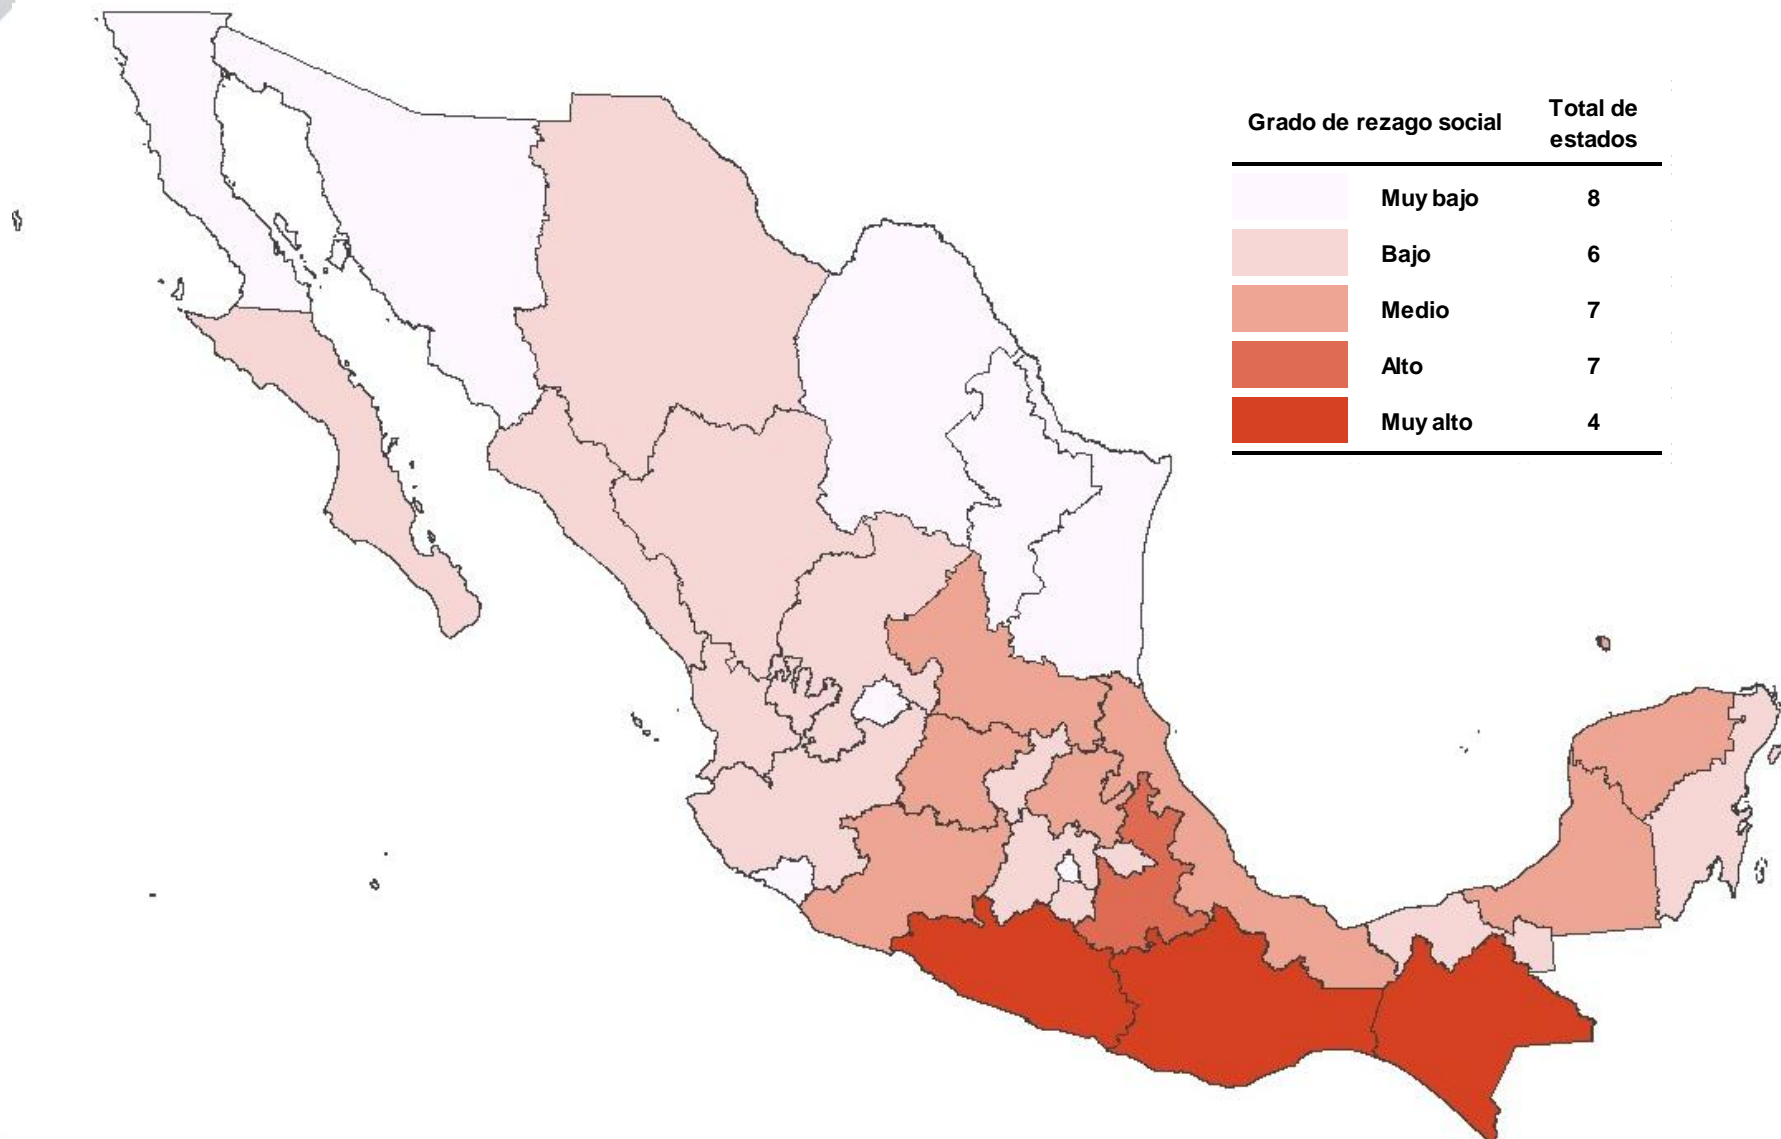 Grado de rezago social Total de estados
Muy bajo 8
Bajo 6
Medio 7
Alto 7
Muy alto 4